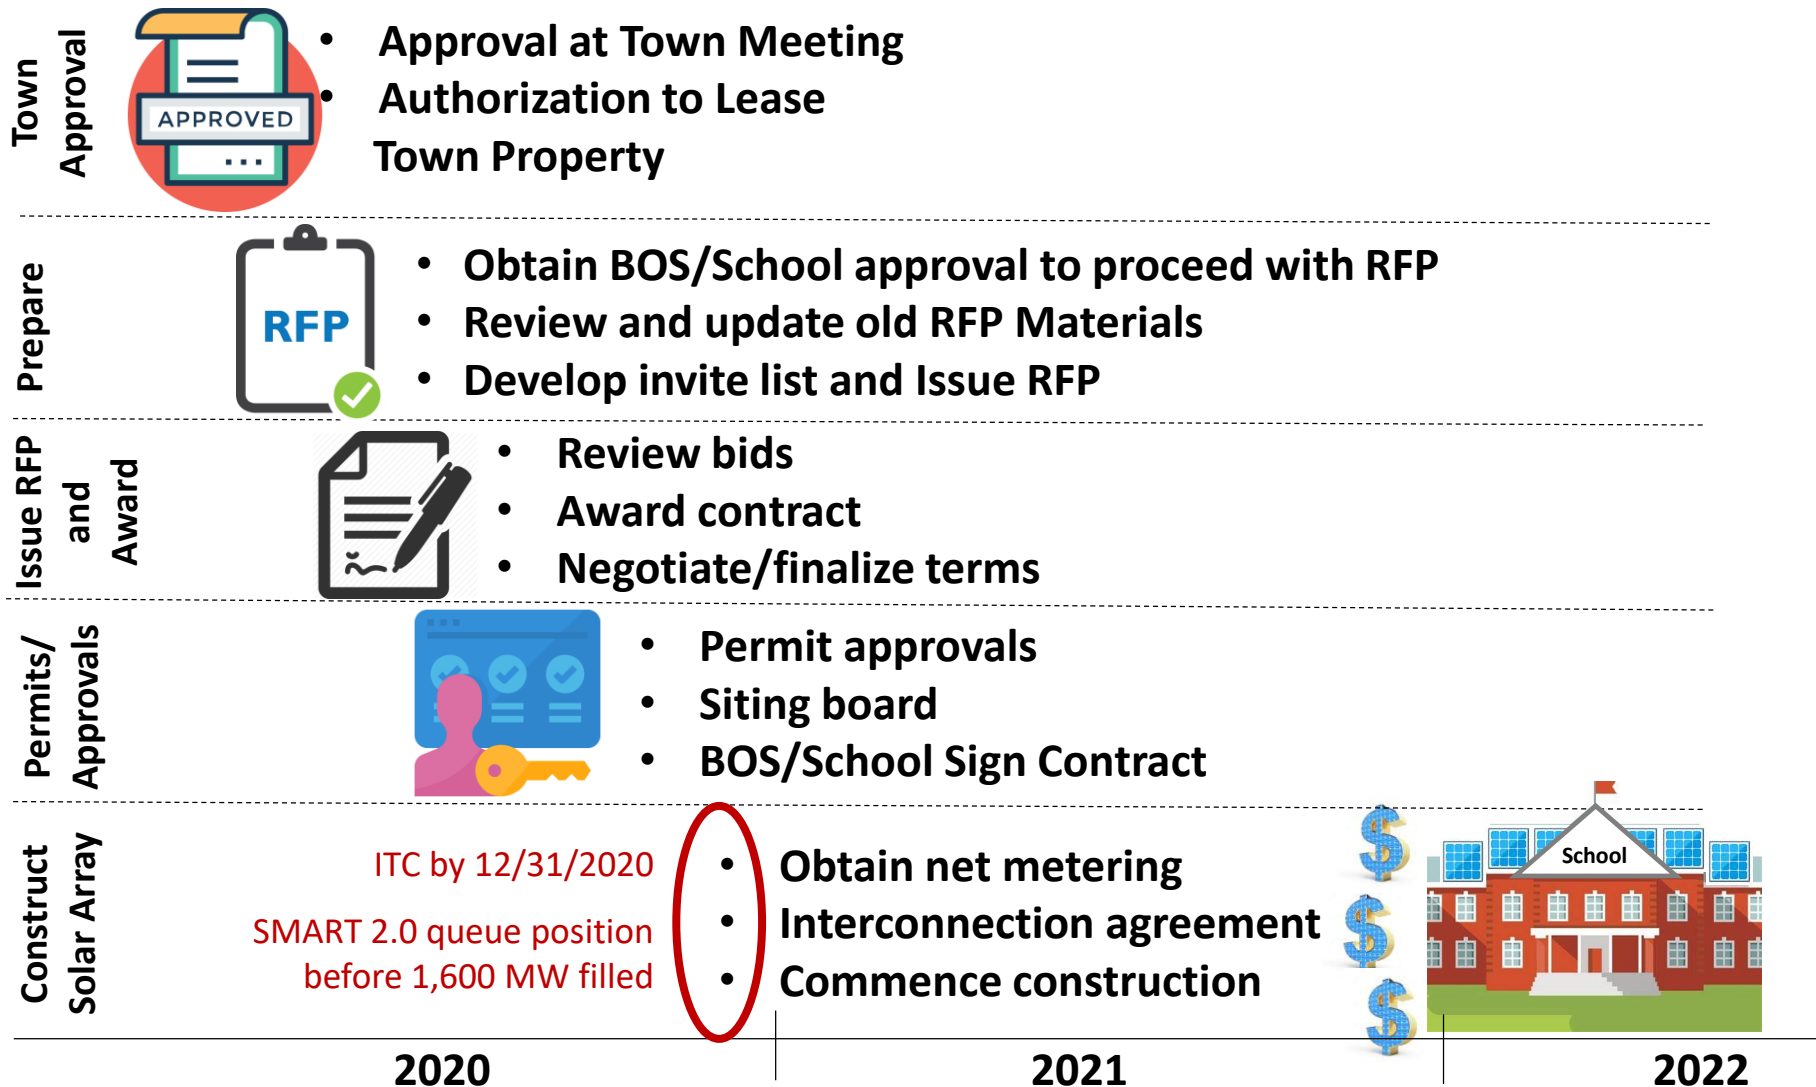 Town
Approval
APPROVED
• Approval at Town Meeting
• Authorization to Lease
Town Property
Prepare
RFP
• Obtain BOS/School approval to proceed with RFP
• Review and update old RFP Materials
• Develop invite list and Issue RFP
Issue RFP
and
Award
• Review bids
• Award contract
• Negotiate/finalize terms
Permits/
Approvals
• Permit approvals
• Siting board
• BOS/School Sign Contract
Construct
Solar Array
ITC by 12/31/2020
SMART 2.0 queue position
before 1,600 MW filled
• Obtain net metering
• Interconnection agreement
• Commence construction
$
$
$
School
2020
2021
2022